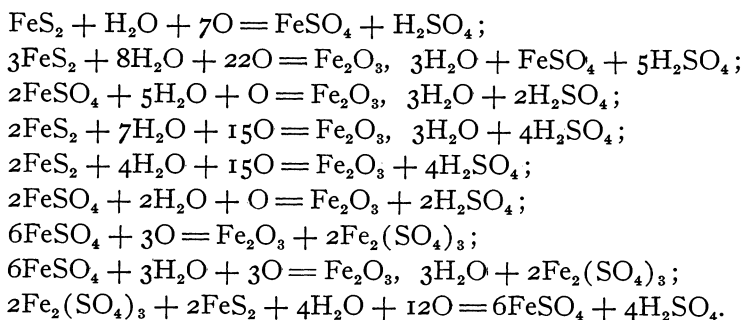 FeS₂ + H₂O + 7O = FeSO₄ + H₂SO₄;
3FeS₂ + 8H₂O + 22O = Fe₂O₃, 3H₂O + FeSO₄ + 5H₂SO₄;
2FeSO₄ + 5H₂O + O = Fe₂O₃, 3H₂O + 2H₂SO₄;
2FeS₂ + 7H₂O + 15O = Fe₂O₃, 3H₂O + 4H₂SO₄;
2FeS₂ + 4H₂O + 15O = Fe₂O₃ + 4H₂SO₄;
2FeSO₄ + 2H₂O + O = Fe₂O₃ + 2H₂SO₄;
6FeSO₄ + 3O = Fe₂O₃ + 2Fe₂(SO₄)₃;
6FeSO₄ + 3H₂O + 3O = Fe₂O₃, 3H₂O + 2Fe₂(SO₄)₃;
2Fe₂(SO₄)₃ + 2FeS₂ + 4H₂O + 12O = 6FeSO₄ + 4H₂SO₄.